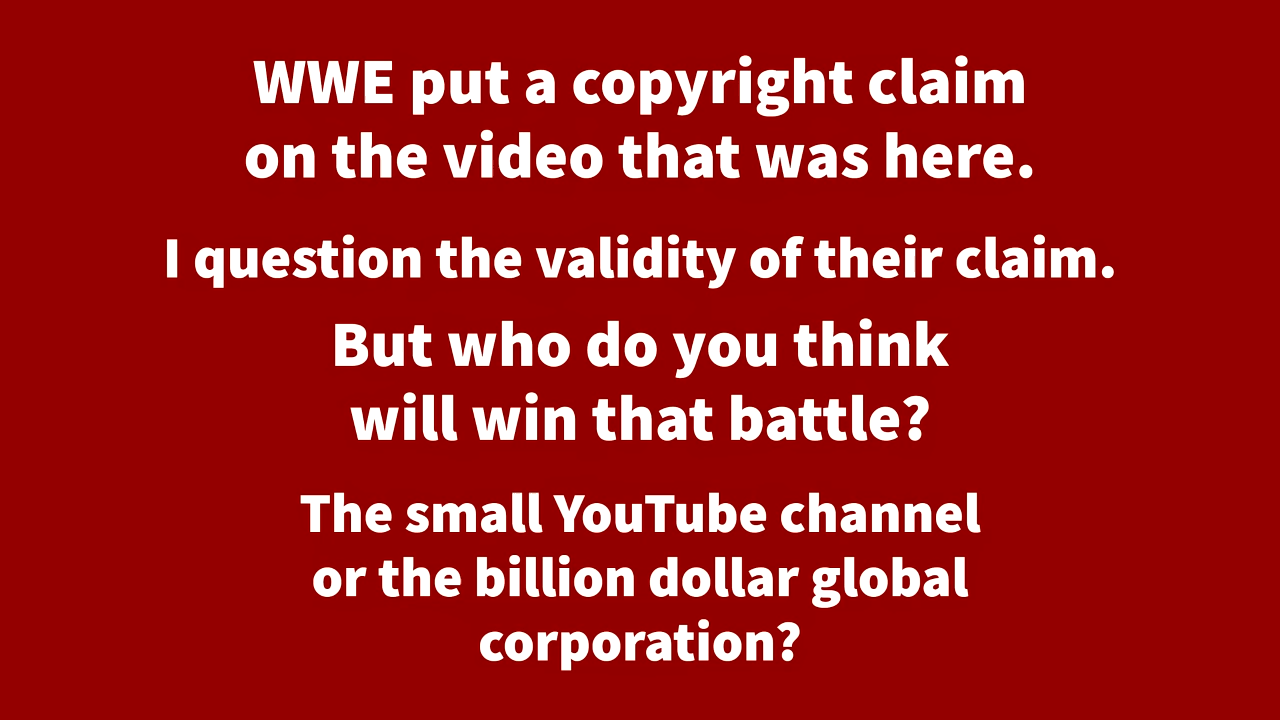 WWE put a copyright claim
on the video that was here.
I question the validity of their claim.
But who do you think
will win that battle?
The small YouTube channel
or the billion dollar global
corporation?